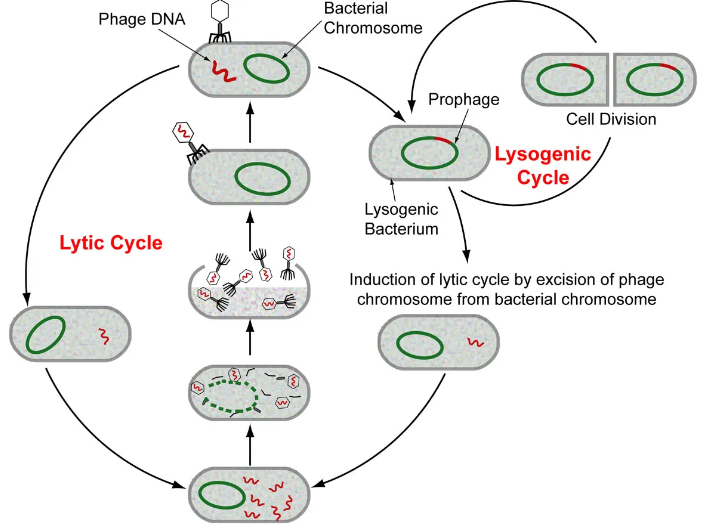 Phage DNA
Bacterial
Chromosome
Prophage
Cell Division
Lysogenic
Cycle
Lysogenic
Bacterium
Lytic Cycle
Induction of lytic cycle by excision of phage
chromosome from bacterial chromosome